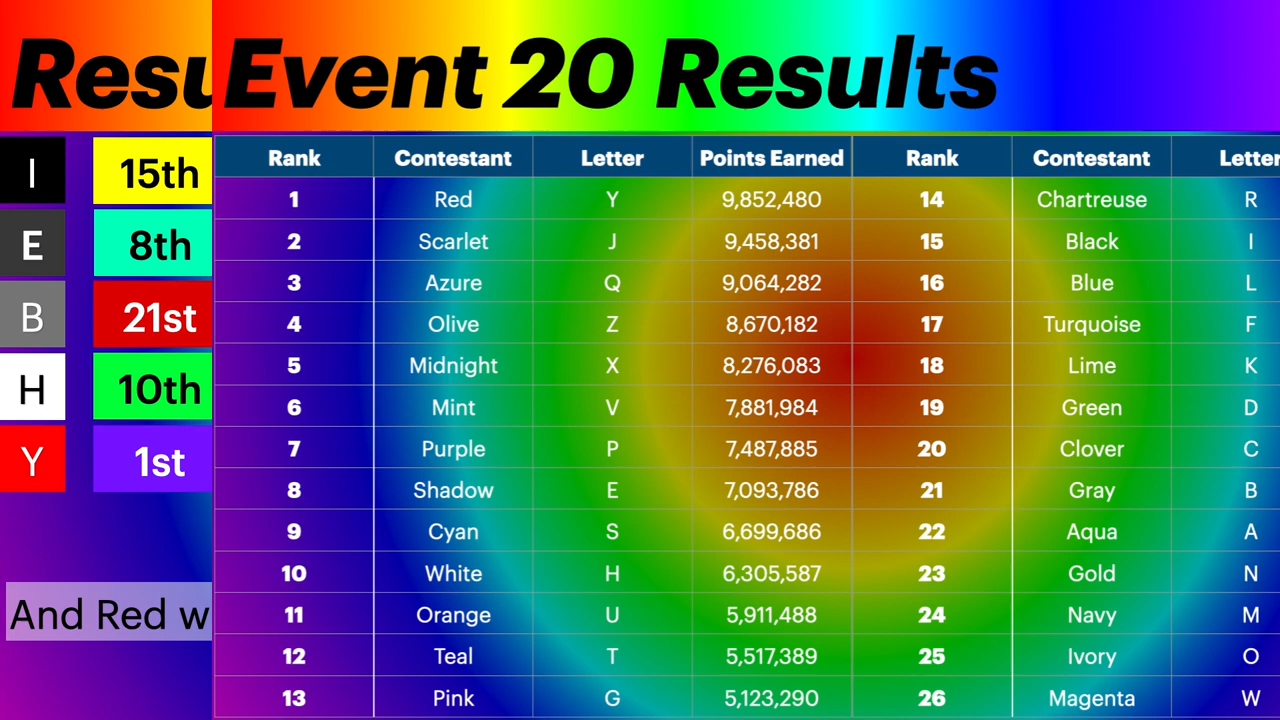 Resu
I 15th
E 8th
B 21st
H 10th
Y 1st
And Red w
Event 20 Results
Rank Contestant Letter Points Earned Rank Contestant Letter
1 Red Y 9,852,480 14 Chartreuse R
2 Scarlet J 9,458,381 15 Black I
3 Azure Q 9,064,282 16 Blue L
4 Olive Z 8,670,182 17 Turquoise F
5 Midnight X 8,276,083 18 Lime K
6 Mint V 7,881,984 19 Green D
7 Purple P 7,487,885 20 Clover C
8 Shadow E 7,093,786 21 Gray B
9 Cyan S 6,699,686 22 Aqua A
10 White H 6,305,587 23 Gold N
11 Orange U 5,911,488 24 Navy M
12 Teal T 5,517,389 25 Ivory O
13 Pink G 5,123,290 26 Magenta W